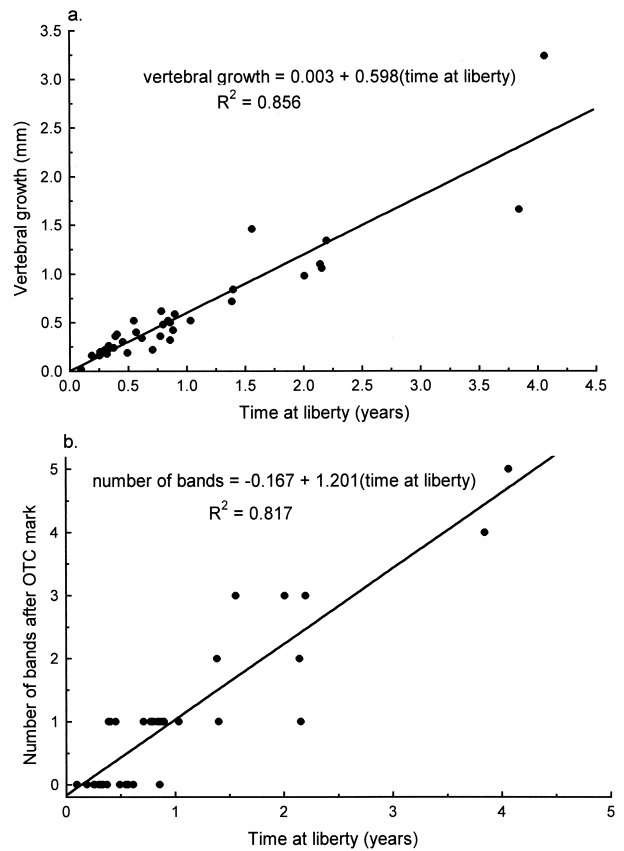 a.
3.5
3.0
2.5
2.0
1.5
1.0
0.5
0.0
Vertebral growth (mm)
vertebral growth = 0.003 + 0.598(time at liberty)
R² = 0.856
0.0 0.5 1.0 1.5 2.0 2.5 3.0 3.5 4.0 4.5
Time at liberty (years)
b.
5
4
3
2
1
0
Number of bands after OTC mark
number of bands = -0.167 + 1.201(time at liberty)
R² = 0.817
0 1 2 3 4 5
Time at liberty (years)